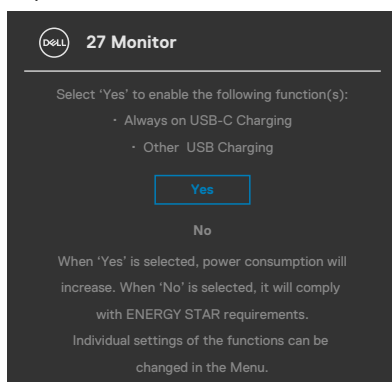 DELL 27 Monitor
Select ‘Yes’ to enable the following function(s):
· Always on USB-C Charging
· Other USB Charging
Yes
No
When ‘Yes’ is selected, power consumption will
increase. When ‘No’ is selected, it will comply
with ENERGY STAR requirements.
Individual settings of the functions can be
changed in the Menu.